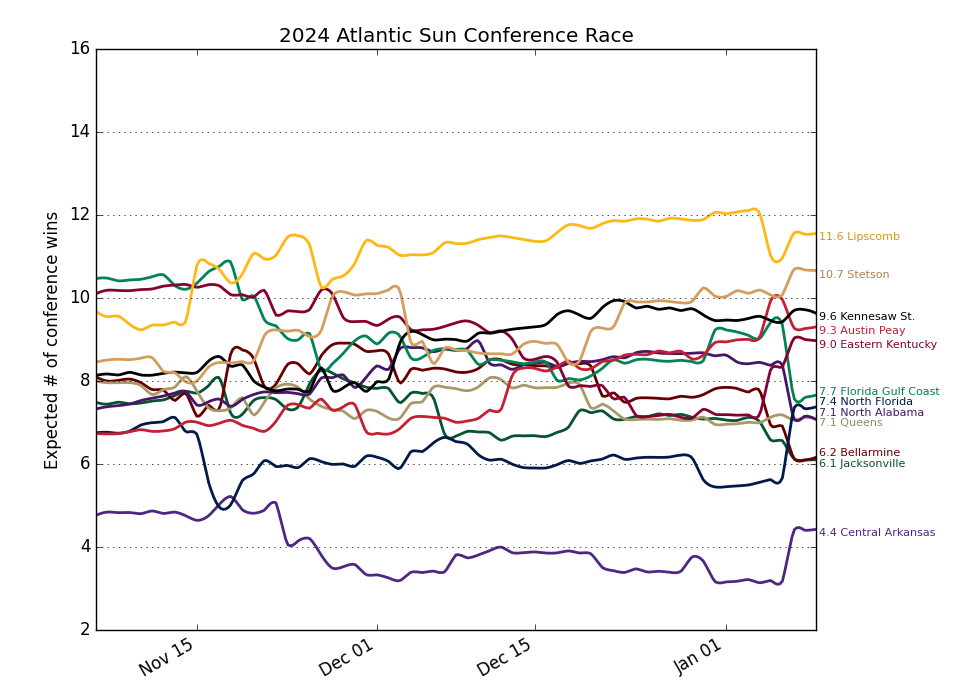 2024 Atlantic Sun Conference Race
Expected # of conference wins
16
14
12
10
8
6
4
2
Nov 15
Dec 01
Dec 15
Jan 01
11.6 Lipscomb
10.7 Stetson
9.6 Kennesaw St.
9.3 Austin Peay
9.0 Eastern Kentucky
7.7 Florida Gulf Coast
7.4 North Florida
7.1 North Alabama
7.1 Queens
6.2 Bellarmine
6.1 Jacksonville
4.4 Central Arkansas